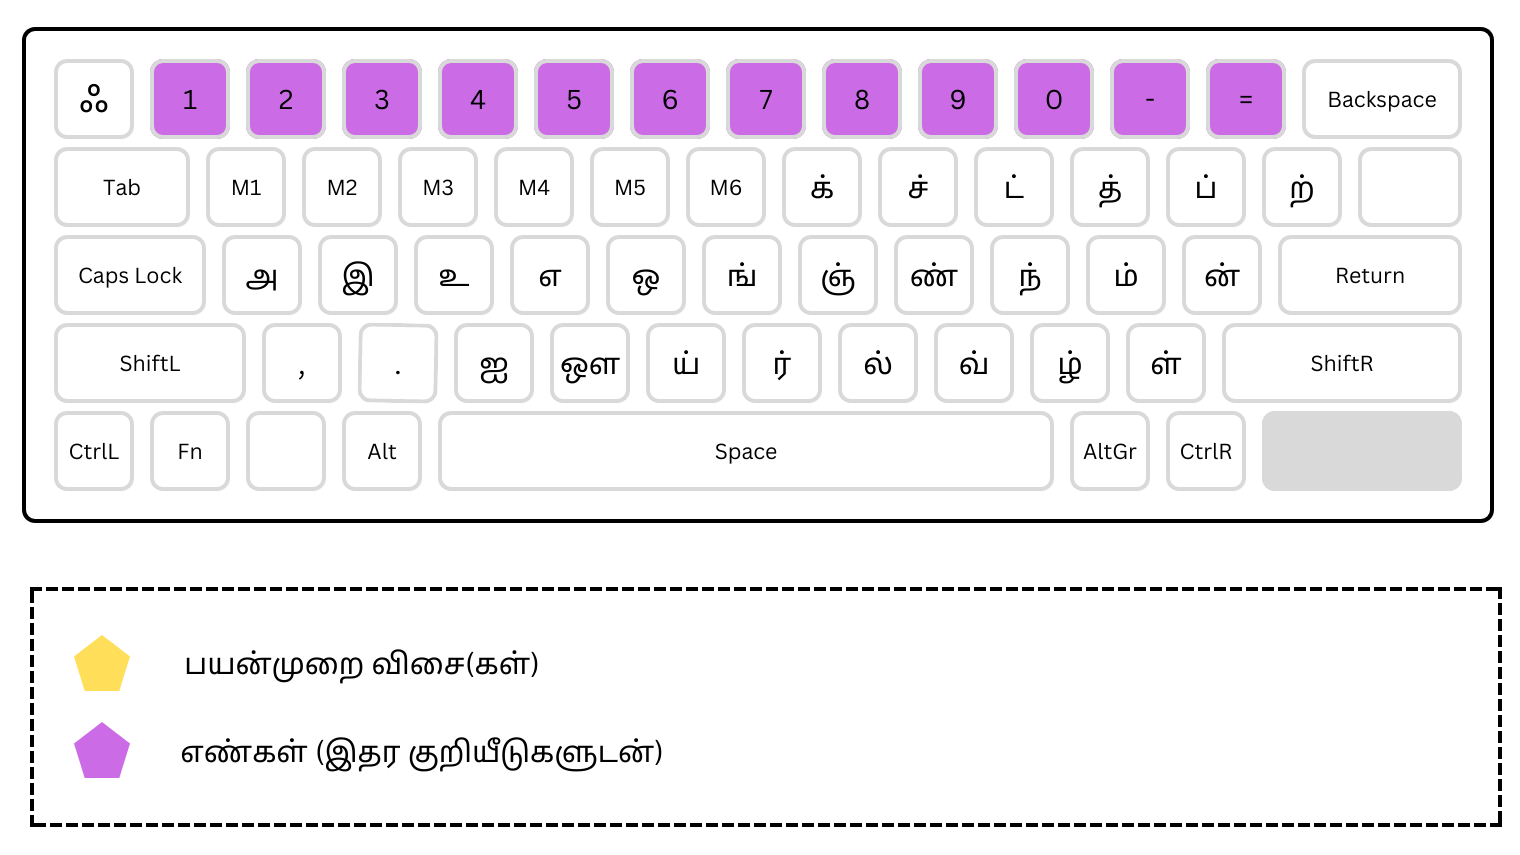 ஃ 1 2 3 4 5 6 7 8 9 0 - = Backspace
Tab M1 M2 M3 M4 M5 M6 க் ச் ட் த் ப் ற்
Caps Lock அ இ உ எ ஒ ங் ஞ் ண் ந் ம் ன் Return
ShiftL , . ஐ ஔ ய் ர் ல் வ் ழ் ள் ShiftR
CtrlL Fn Alt Space AltGr CtrlR
பயன்முறை விசை(கள்)
எண்கள் (இதர குறியீடுகளுடன்)